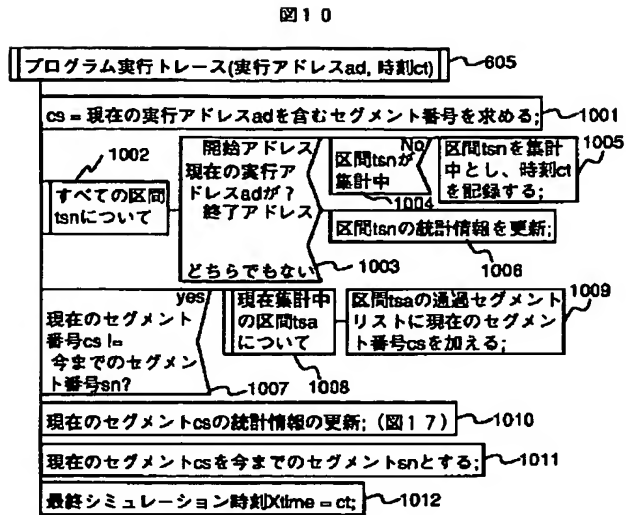 図10
プログラム実行トレース(実行アドレスad, 時刻ct)
605
cs = 現在の実行アドレスadを含むセグメント番号を求める;
1001
1002
すべての区間
tsnについて
開始アドレス
現在の実行ア
ドレスadが?
終了アドレス
どちらでもない
1003
No
区間tsnが
集計中
1004
区間tsnを集計
中とし、時刻ct
を記録する;
1005
区間tsnの統計情報を更新;
1006
yes
現在のセグメント
番号cs !=
今までのセグメン
ト番号sn?
1007
現在集計中
の区間tsa
について
1008
区間tsaの通過セグメント
リストに現在のセグメン
ト番号csを加える;
1009
現在のセグメントcsの統計情報の更新; (図17)
1010
現在のセグメントcsを今までのセグメントsnとする;
1011
最終シミュレーション時刻Xtime = ct;
1012